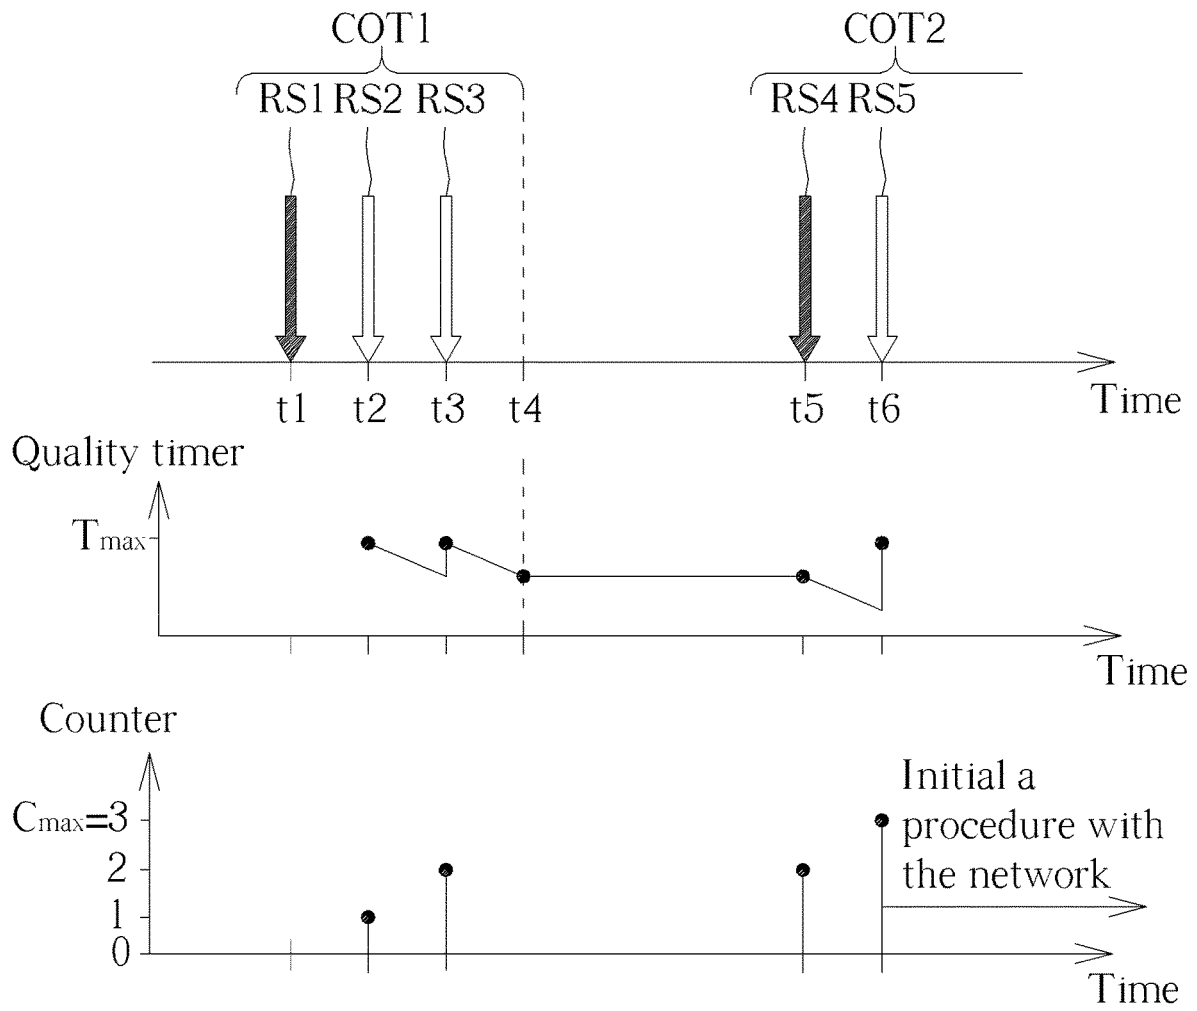 COT1 COT2
RS1 RS2 RS3 RS4 RS5
t1 t2 t3 t4 t5 t6
Time
Quality timer
Tmax
Time
Counter
Cmax=3
2
1
0
Initial a
procedure with
the network
Time